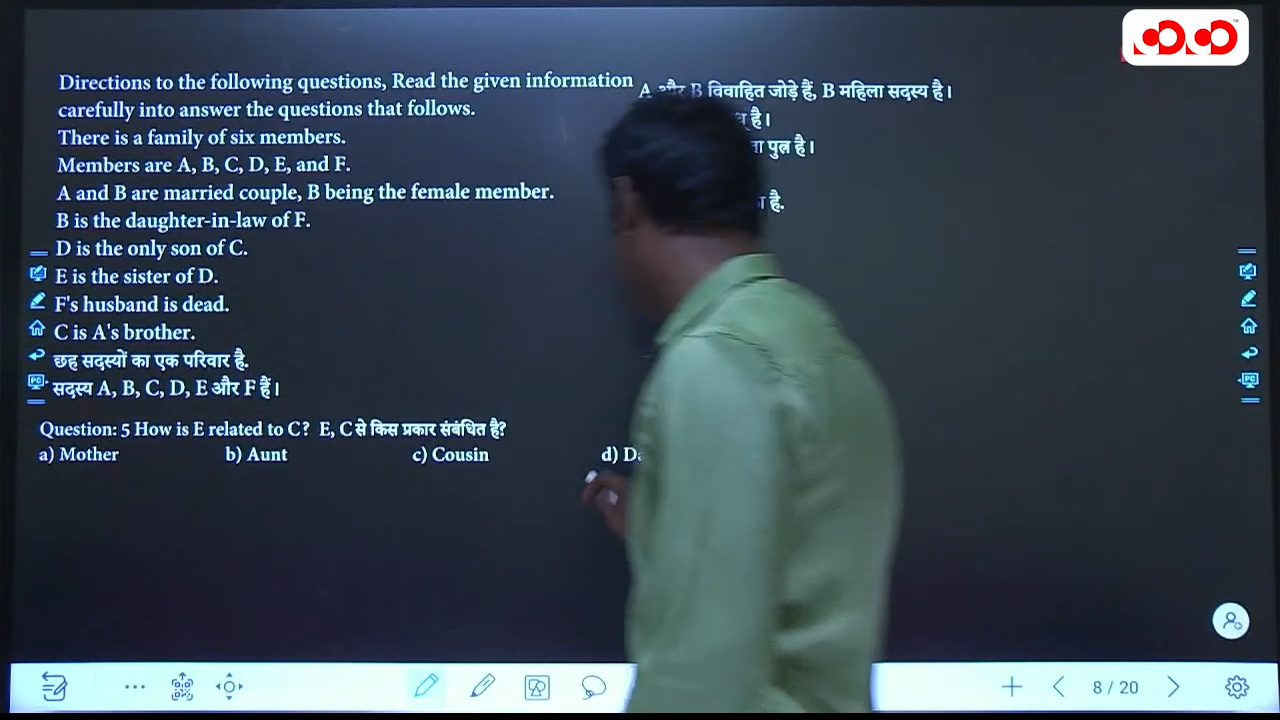 Directions to the following questions, Read the given information
carefully into answer the questions that follows.
There is a family of six members.
Members are A, B, C, D, E, and F.
A and B are married couple, B being the female member.
B is the daughter-in-law of F.
D is the only son of C.
E is the sister of D.
F's husband is dead.
C is A's brother.
छह सदस्यों का एक परिवार है.
सदस्य A, B, C, D, E और F हैं।
A और B विवाहित जोड़े हैं, B महिला सदस्य है।
है।
पुत्र है।
है.
Question: 5 How is E related to C? E, C से किस प्रकार संबंधित है?
a) Mother b) Aunt c) Cousin d)
8 / 20